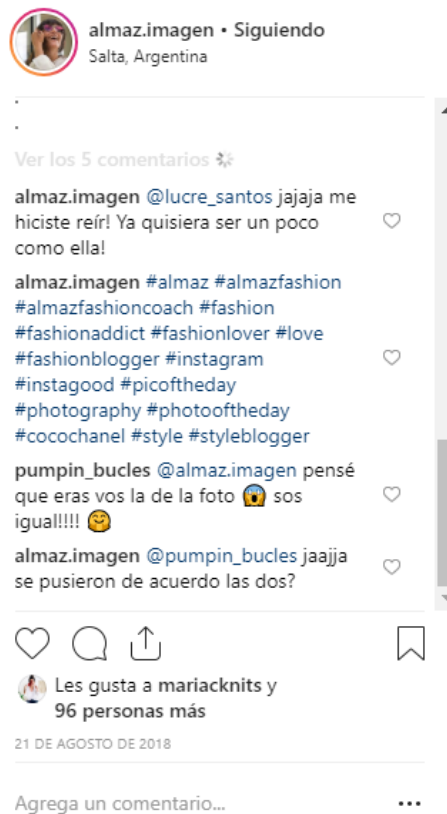 almaz.imagen • Siguiendo
Salta, Argentina
.
.
Ver los 5 comentarios
almaz.imagen @lucre_santos jajaja me
hiciste reír! Ya quisiera ser un poco
como ella!
almaz.imagen #almaz #almazfashion
#almazfashioncoach #fashion
#fashionaddict #fashionlover #love
#fashionblogger #instagram
#instagood #picoftheday
#photography #photooftheday
#cocochanel #style #styleblogger
pumpin_bucles @almaz.imagen pensé
que eras vos la de la foto 😱 sos
igual!!!! 🤗
almaz.imagen @pumpin_bucles jaajja
se pusieron de acuerdo las dos?
Les gusta a mariacknits y
96 personas más
21 DE AGOSTO DE 2018
Agrega un comentario...